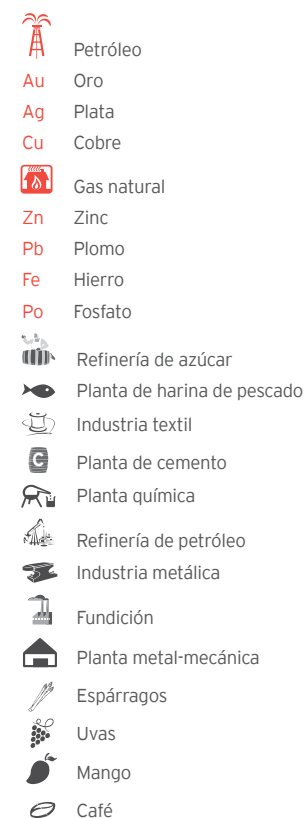 Petróleo
Au Oro
Ag Plata
Cu Cobre
Gas natural
Zn Zinc
Pb Plomo
Fe Hierro
Po Fosfato
Refinería de azúcar
Planta de harina de pescado
Industria textil
C Planta de cemento
Planta química
Refinería de petróleo
Industria metálica
Fundición
Planta metal-mecánica
Espárragos
Uvas
Mango
Café